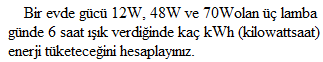 Bir evde gücü 12W, 48W ve 70Wolan üç lamba
günde 6 saat ışık verdiğinde kaç kWh (kilowattsaat)
enerji tüketeceğini hesaplayınız.